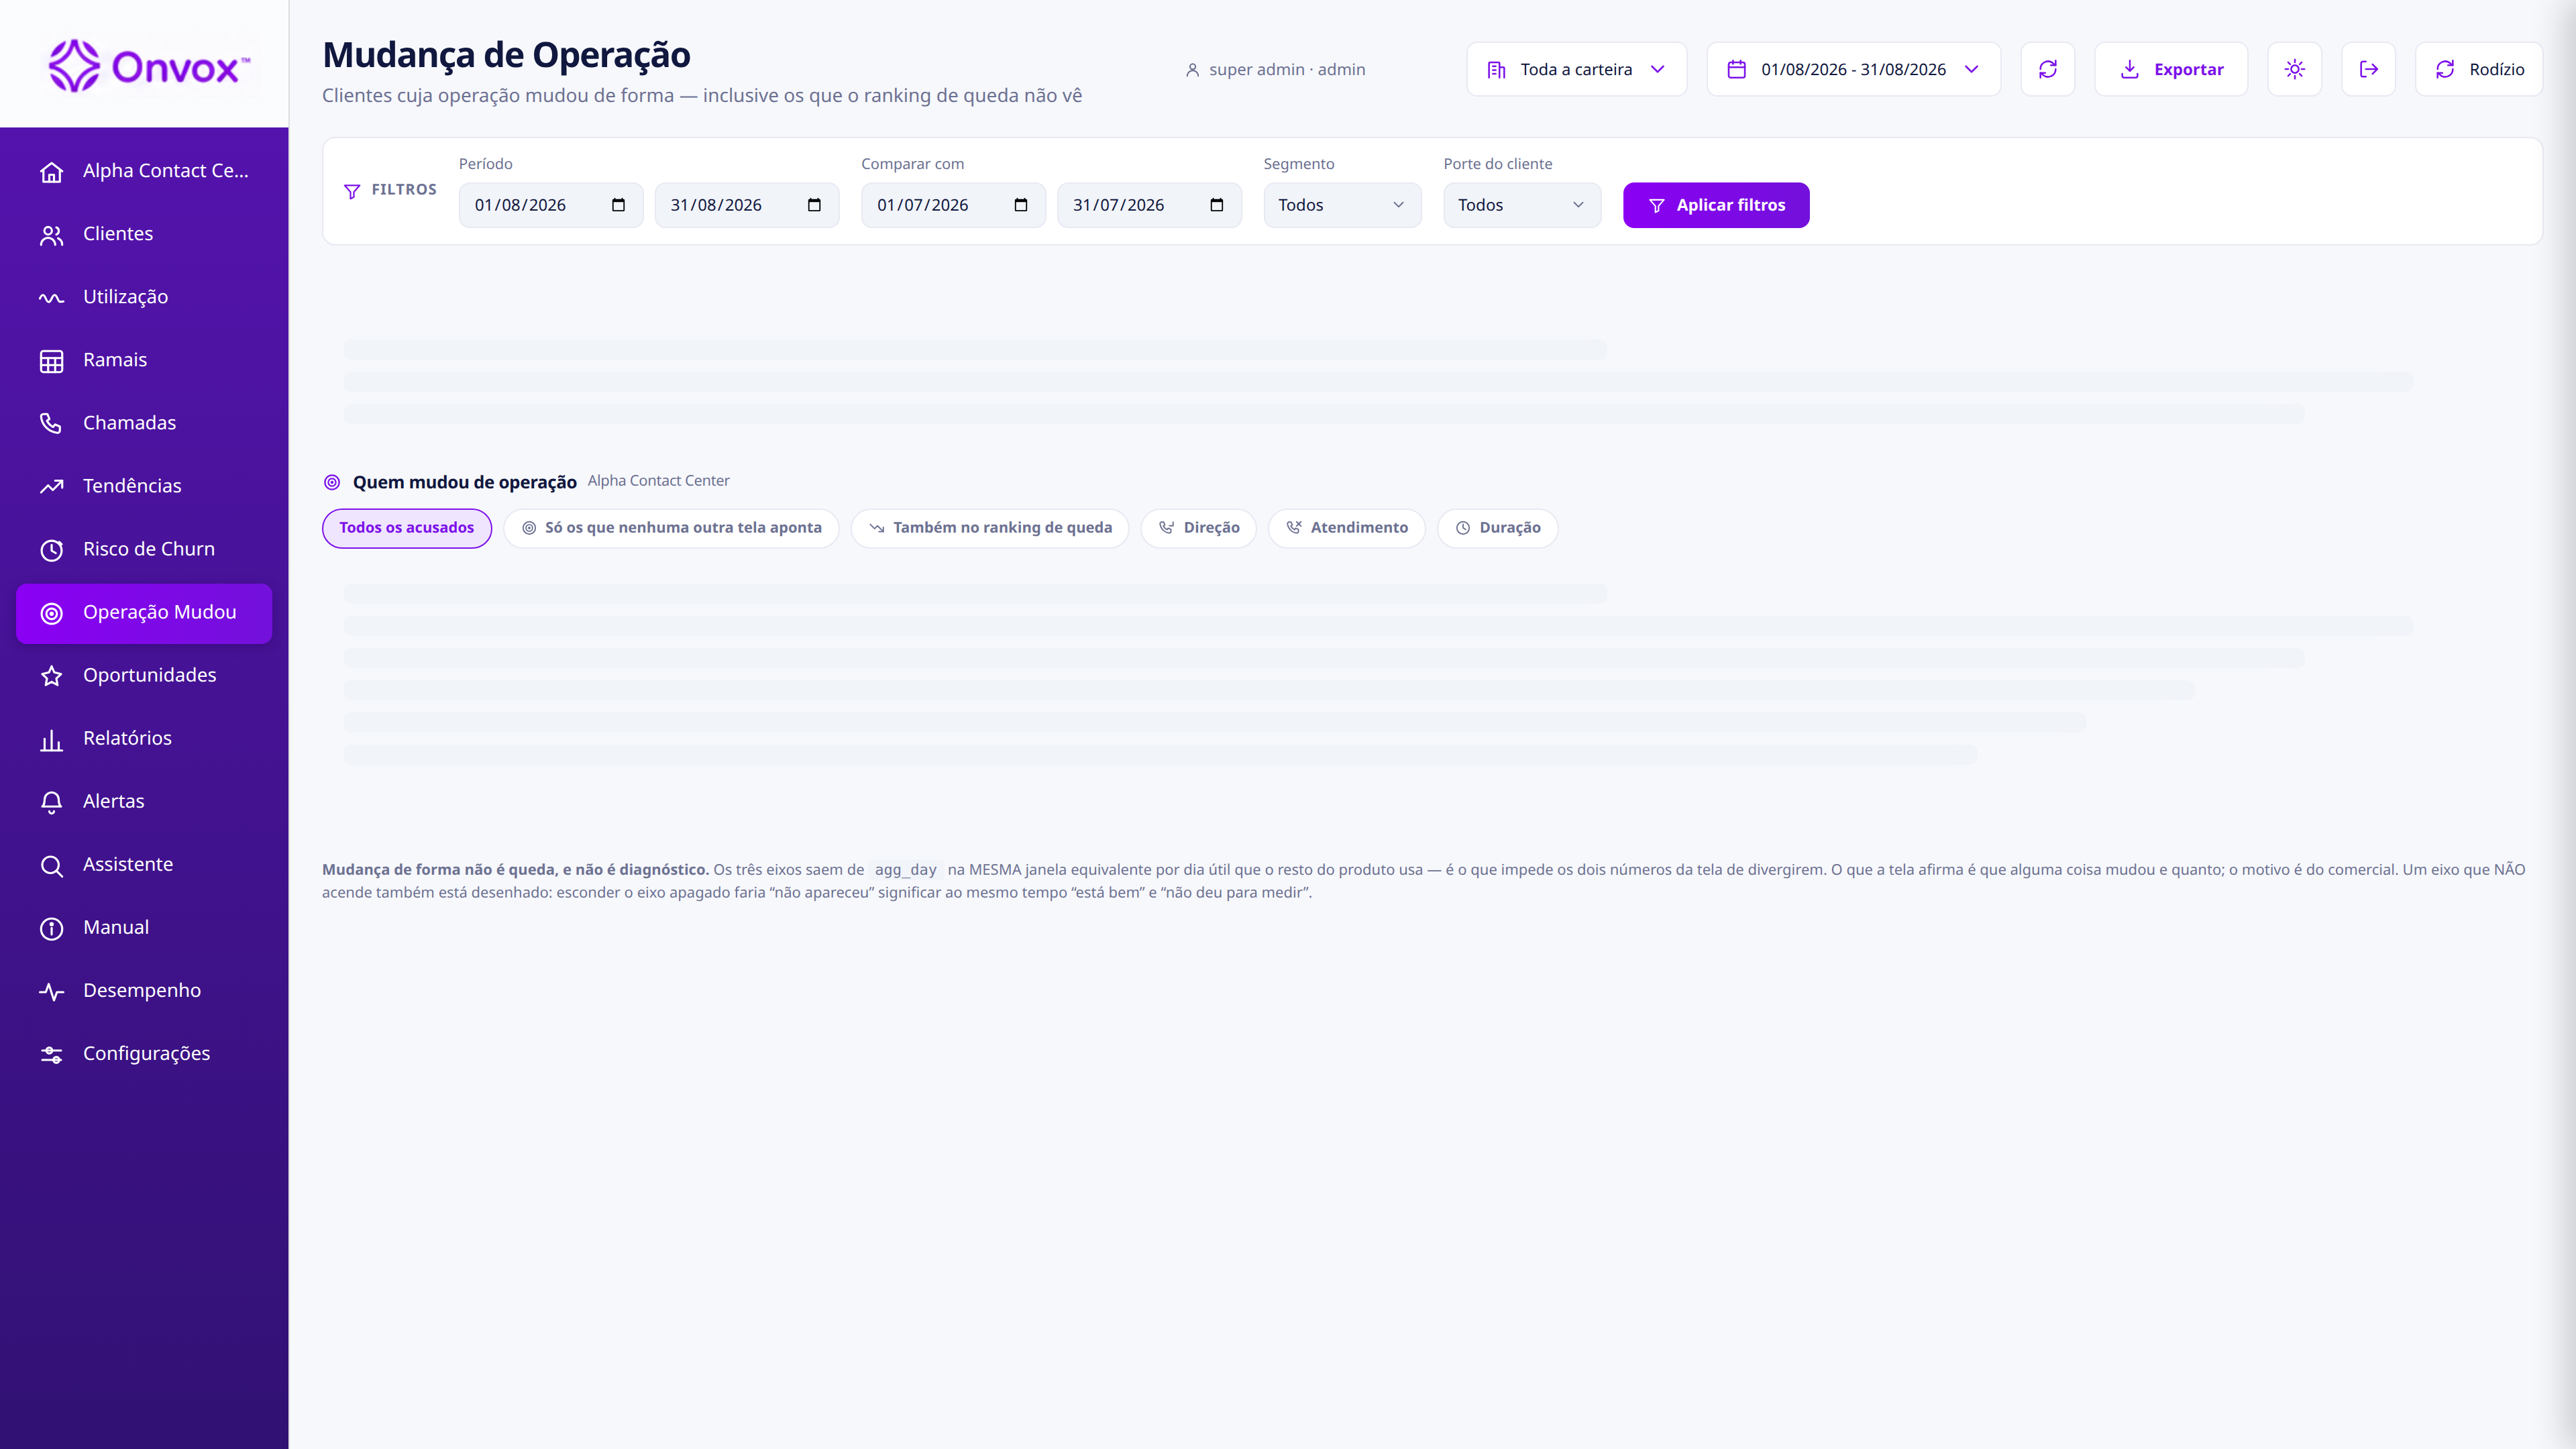 Onvox™
Mudança de Operação
Clientes cuja operação mudou de forma — inclusive os que o ranking de queda não vê
super admin · admin
Toda a carteira
01/08/2026 - 31/08/2026
Exportar
Rodízio
Alpha Contact Ce...
Clientes
Utilização
Ramais
Chamadas
Tendências
Risco de Churn
Operação Mudou
Oportunidades
Relatórios
Alertas
Assistente
Manual
Desempenho
Configurações
FILTROS
Período
01/08/2026
31/08/2026
Comparar com
01/07/2026
31/07/2026
Segmento
Todos
Porte do cliente
Todos
Aplicar filtros
Quem mudou de operação Alpha Contact Center
Todos os acusados
Só os que nenhuma outra tela aponta
Também no ranking de queda
Direção
Atendimento
Duração
Mudança de forma não é queda, e não é diagnóstico. Os três eixos saem de agg_day na MESMA janela equivalente por dia útil que o resto do produto usa — é o que impede os dois números da tela de divergirem. O que a tela afirma é que alguma coisa mudou e quanto; o motivo é do comercial. Um eixo que NÃO
acende também está desenhado: esconder o eixo apagado faria “não apareceu” significar ao mesmo tempo “está bem” e “não deu para medir”.